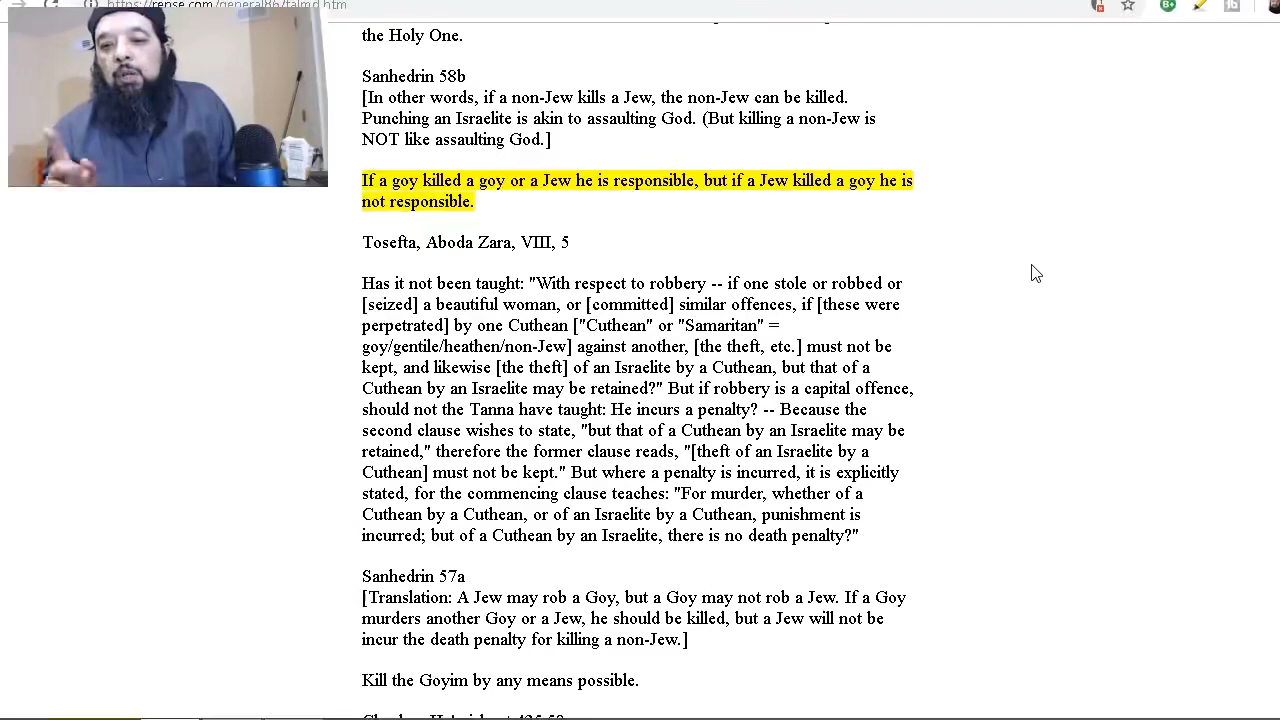 https://rense.com/general86/talmd.htm
the Holy One.
Sanhedrin 58b
[In other words, if a non-Jew kills a Jew, the non-Jew can be killed.
Punching an Israelite is akin to assaulting God. (But killing a non-Jew is
NOT like assaulting God.]
If a goy killed a goy or a Jew he is responsible, but if a Jew killed a goy he is
not responsible.
Tosefta, Aboda Zara, VIII, 5
Has it not been taught: "With respect to robbery -- if one stole or robbed or
[seized] a beautiful woman, or [committed] similar offences, if [these were
perpetrated] by one Cuthean ["Cuthean" or "Samaritan" =
goy/gentile/heathen/non-Jew] against another, [the theft, etc.] must not be
kept, and likewise [the theft] of an Israelite by a Cuthean, but that of a
Cuthean by an Israelite may be retained?" But if robbery is a capital offence,
should not the Tanna have taught: He incurs a penalty? -- Because the
second clause wishes to state, "but that of a Cuthean by an Israelite may be
retained," therefore the former clause reads, "[theft of an Israelite by a
Cuthean] must not be kept." But where a penalty is incurred, it is explicitly
stated, for the commencing clause teaches: "For murder, whether of a
Cuthean by a Cuthean, or of an Israelite by a Cuthean, punishment is
incurred; but of a Cuthean by an Israelite, there is no death penalty?"
Sanhedrin 57a
[Translation: A Jew may rob a Goy, but a Goy may not rob a Jew. If a Goy
murders another Goy or a Jew, he should be killed, but a Jew will not be
incur the death penalty for killing a non-Jew.]
Kill the Goyim by any means possible.